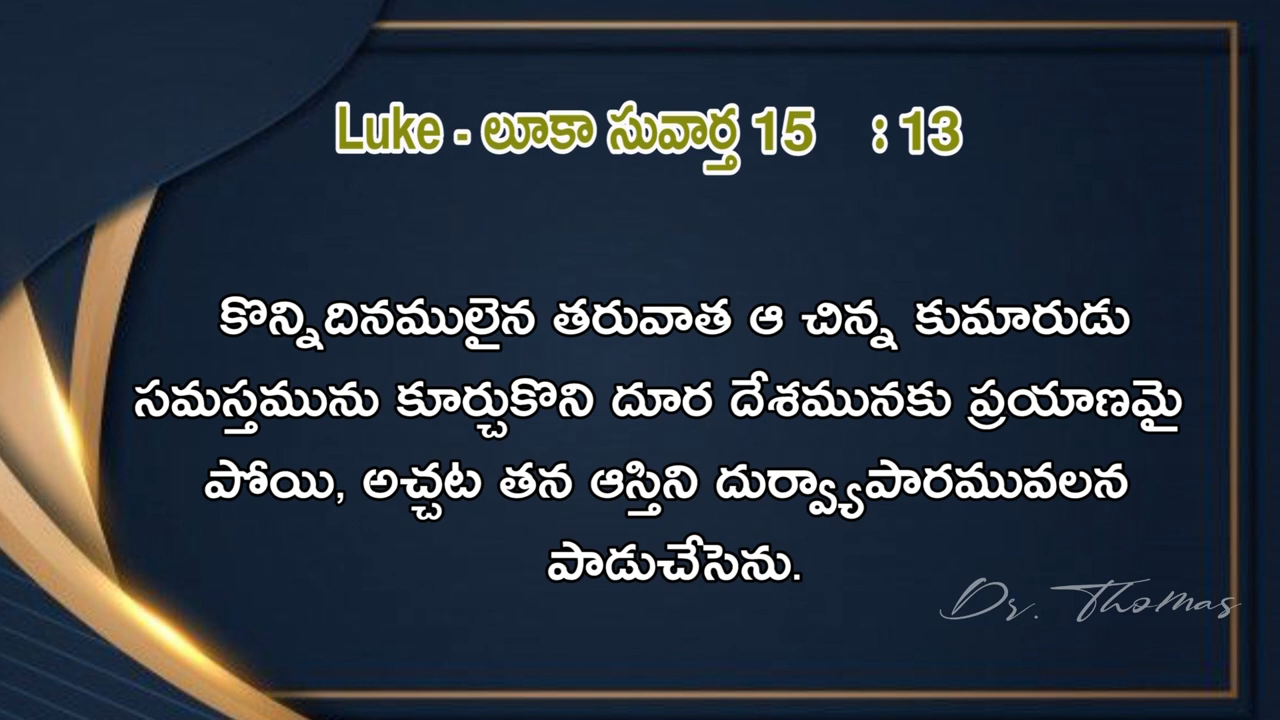 Luke - లూకా సువార్త 15 : 13
కొన్నిదినములైన తరువాత ఆ చిన్న కుమారుడు
సమస్తమును కూర్చుకొని దూర దేశమునకు ప్రయాణమై
పోయి, అచ్చట తన ఆస్తిని దుర్వ్యాపారమువలన
పాడుచేసెను.
Dr. Thomas